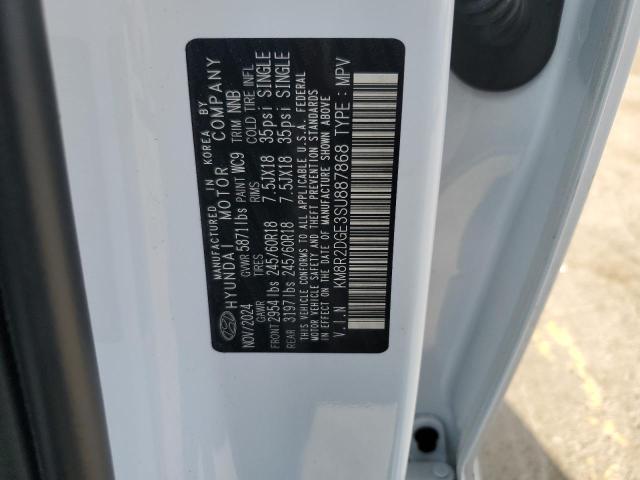 MANUFACTURED IN KOREA BY
HYUNDAI MOTOR COMPANY
NOV/2024 GVWR 5871lbs PAINT WC9 TRIM NNB
GAWR TIRES RIMS COLD TIRE INFL
FRONT 2954lbs 245/60R18 7.5JX18 35psi SINGLE
REAR 3197lbs 245/60R18 7.5JX18 35psi SINGLE
THIS VEHICLE CONFORMS TO ALL APPLICABLE U.S.A. FEDERAL
MOTOR VEHICLE SAFETY AND THEFT PREVENTION STANDARDS
IN EFFECT ON THE DATE OF MANUFACTURE SHOWN ABOVE
V.I.N. KM8R2DGE3SU887868 TYPE : MPV